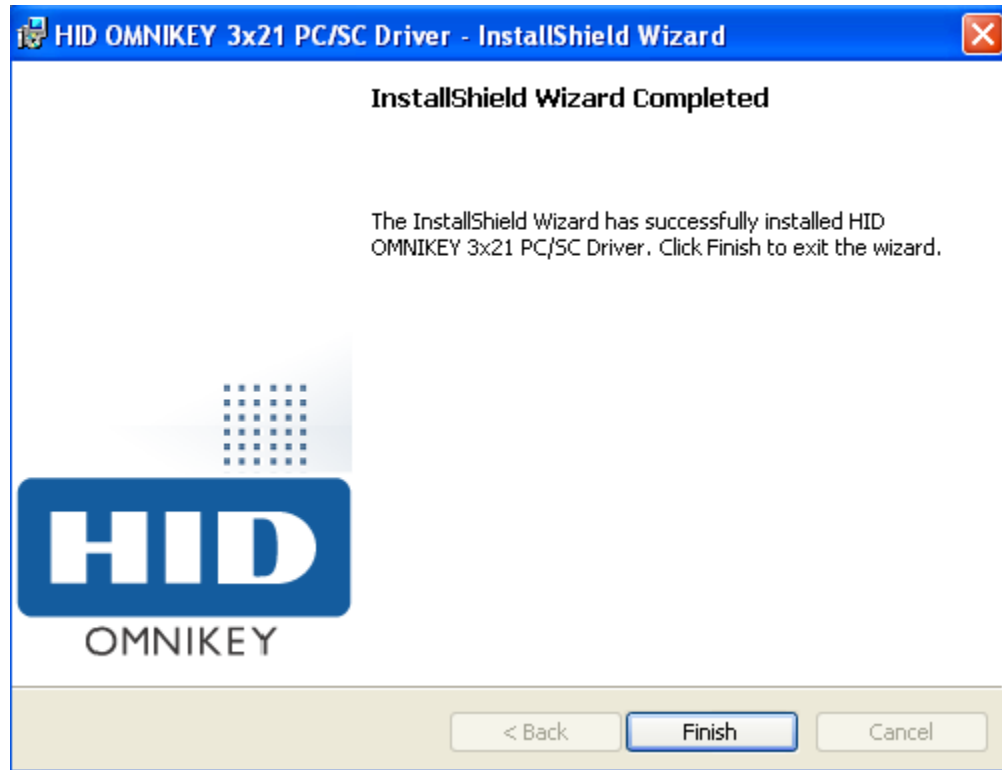 HID OMNIKEY 3x21 PC/SC Driver - InstallShield Wizard
InstallShield Wizard Completed
The InstallShield Wizard has successfully installed HID
OMNIKEY 3x21 PC/SC Driver. Click Finish to exit the wizard.
HID
OMNIKEY
< Back
Finish
Cancel